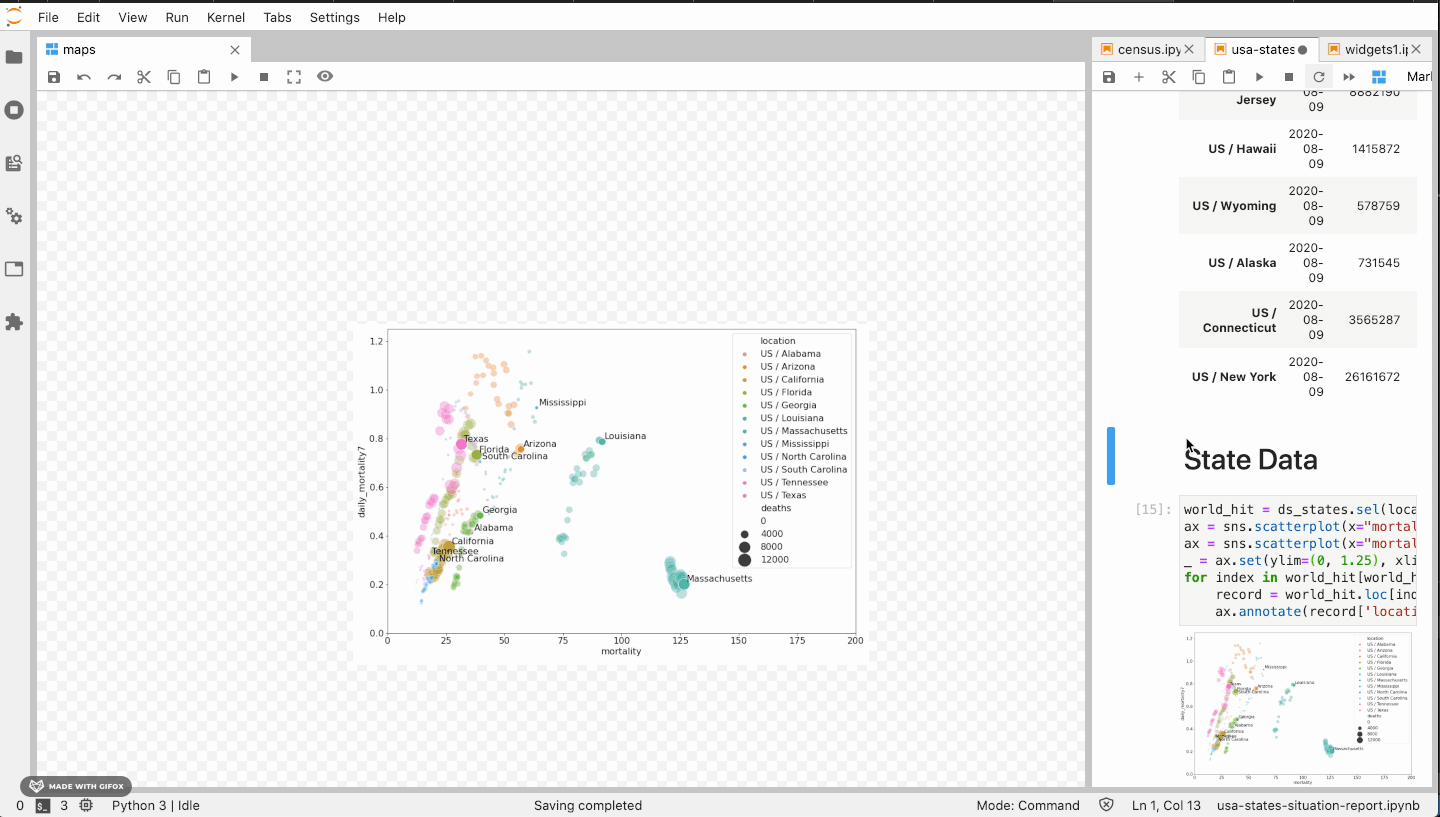 File Edit View Run Kernel Tabs Settings Help
maps
census.ipy usa-states widgets1.ip
Jersey 08- 8882190
09
2020-
US / Hawaii 08- 1415872
09
2020-
US / Wyoming 08- 578759
09
2020-
US / Alaska 08- 731545
09
US / 2020-
Connecticut 08- 3565287
09
2020-
US / New York 08- 26161672
09
State Data
[15]:
world_hit = ds_states.sel(loca
ax = sns.scatterplot(x="mortal
ax = sns.scatterplot(x="mortal
_ = ax.set(ylim=(0, 1.25), xli
for index in world_hit[world_h
record = world_hit.loc[ind
ax.annotate(record['locati
daily_mortality7
1.2
1.0
0.8
0.6
0.4
0.2
0.0
0 25 50 75 100 125 150 175 200
mortality
Mississippi
Louisiana
Texas
Arizona
Florida
South Carolina
Georgia
Alabama
California
Tennessee
North Carolina
Massachusetts
location
US / Alabama
US / Arizona
US / California
US / Florida
US / Georgia
US / Louisiana
US / Massachusetts
US / Mississippi
US / North Carolina
US / South Carolina
US / Tennessee
US / Texas
deaths
0
4000
8000
12000
MADE WITH GIFOX
0 3 Python 3 | Idle Saving completed Mode: Command Ln 1, Col 13 usa-states-situation-report.ipynb